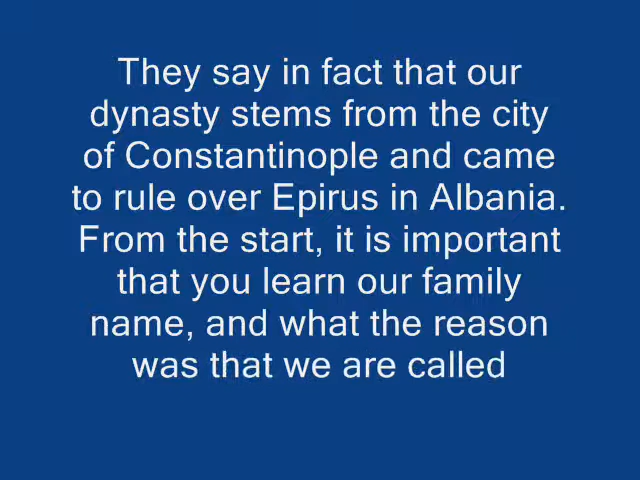 They say in fact that our
dynasty stems from the city
of Constantinople and came
to rule over Epirus in Albania.
From the start, it is important
that you learn our family
name, and what the reason
was that we are called